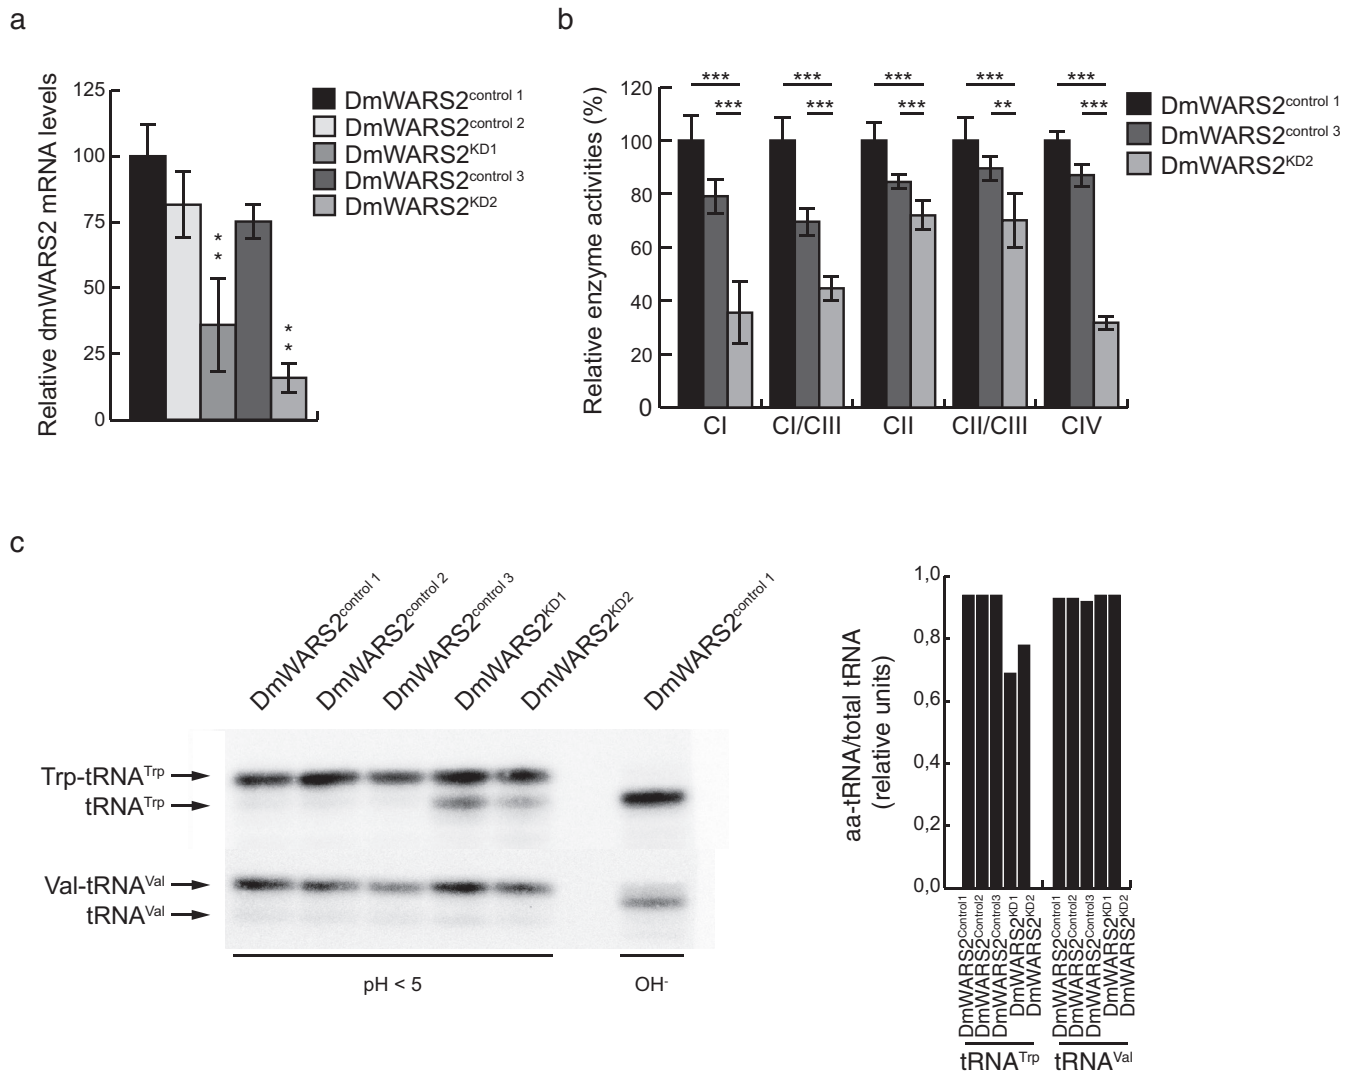 a
Relative dmWARS2 mRNA levels
125
100
75
50
25
0
*
*
*
*
DmWARS2control 1
DmWARS2control 2
DmWARS2KD1
DmWARS2control 3
DmWARS2KD2
b
Relative enzyme activities (%)
120
100
80
60
40
20
0
*** *** *** *** ***
*** *** *** ** ***
CI CI/CIII CII CII/CIII CIV
DmWARS2control 1
DmWARS2control 3
DmWARS2KD2
c
DmWARS2control 1
DmWARS2control 2
DmWARS2control 3
DmWARS2KD1
DmWARS2KD2
DmWARS2control 1
Trp-tRNATrp
tRNATrp
Val-tRNAVal
tRNAVal
pH < 5
OH-
aa-tRNA/total tRNA
(relative units)
1,0
0,8
0,6
0,4
0,2
0,0
DmWARS2Control1
DmWARS2Control2
DmWARS2Control3
DmWARS2KD1
DmWARS2KD2
DmWARS2Control1
DmWARS2Control2
DmWARS2Control3
DmWARS2KD1
DmWARS2KD2
tRNATrp
tRNAVal